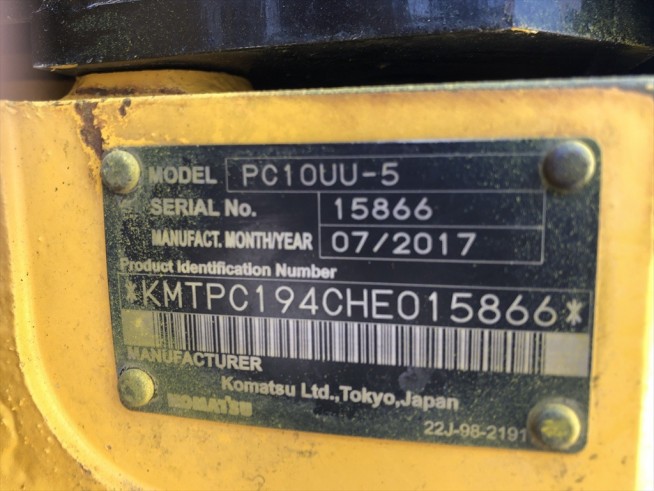 MODEL PC10UU-5
SERIAL No. 15866
MANUFACT. MONTH/YEAR 07/2017
Product Identification Number
*KMTPC194CHE015866*
MANUFACTURER
Komatsu Ltd.,Tokyo,Japan
KOMATSU 22J-98-2191